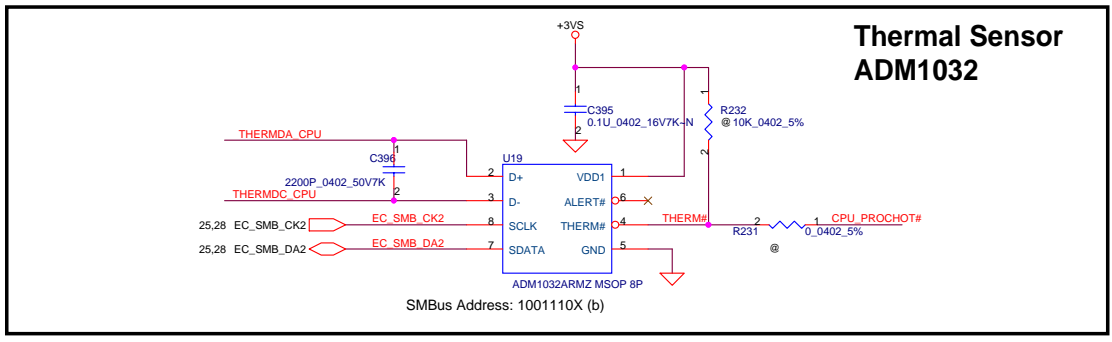 +3VS
Thermal Sensor
ADM1032
1
C395
0.1U_0402_16V7K~N
2
1
R232
@ 10K_0402_5%
2
THERMDA_CPU
1
C396
2200P_0402_50V7K
2
THERMDC_CPU
U19
2 D+ VDD1 1
3 D- ALERT# 6
8 SCLK THERM# 4
7 SDATA GND 5
25,28 EC_SMB_CK2 EC_SMB_CK2
25,28 EC_SMB_DA2 EC_SMB_DA2
THERM# 2 1 CPU_PROCHOT#
R231 0_0402_5%
@
ADM1032ARMZ MSOP 8P
SMBus Address: 1001110X (b)